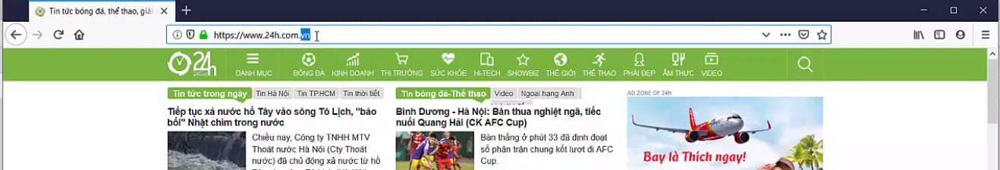 Tin tức bóng đá, thể thao, giải
https://www.24h.com.vn
24h
DANH MỤC
BÓNG ĐÁ
KINH DOANH
THỊ TRƯỜNG
SỨC KHỎE
HI-TECH
SHOWBIZ
THẾ GIỚI
THỂ THAO
PHÁI ĐẸP
ẨM THỰC
VIDEO
Tin tức trong ngày
Tin Hà Nội
Tin TP.HCM
Tin thời tiết
Tin bóng đá-Thể thao
Video
Ngoại hạng Anh
AD ZONE OF 24H
Tiếp tục xả nước hồ Tây vào sông Tô Lịch, "bảo
bối" Nhật chìm trong nước
Chiều nay, Công ty TNHH MTV
Thoát nước Hà Nội (Cty Thoát
nước) đã chủ động xả nước từ hồ
Bình Dương - Hà Nội: Bàn thua nghiệt ngã, tiếc
nuối Quang Hải (CK AFC Cup)
Bàn thắng ở phút 33 đã định đoạt
số phận trận chung kết lượt đi AFC
Cup.
Bay là Thích ngay!